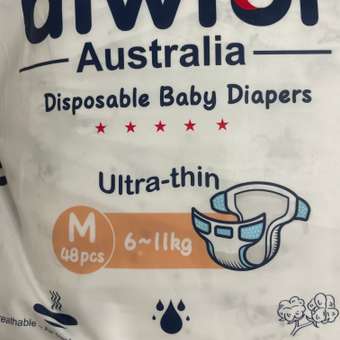 Australia
Disposable Baby Diapers
Ultra-thin
M
48pcs
6~11kg